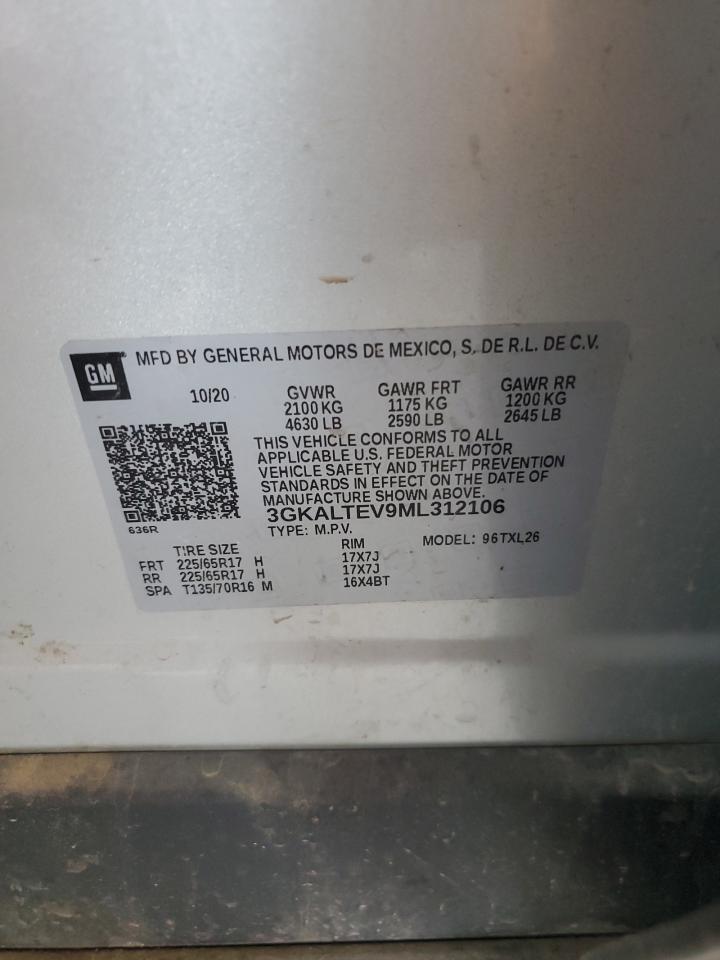 GM
MFD BY GENERAL MOTORS DE MEXICO, S. DE R.L. DE C.V.
10/20 GVWR GAWR FRT GAWR RR
2100 KG 1175 KG 1200 KG
4630 LB 2590 LB 2645 LB
THIS VEHICLE CONFORMS TO ALL
APPLICABLE U.S. FEDERAL MOTOR
VEHICLE SAFETY AND THEFT PREVENTION
STANDARDS IN EFFECT ON THE DATE OF
MANUFACTURE SHOWN ABOVE.
3GKALTEV9ML312106
636R
TYPE: M.P.V. MODEL: 96TXL26
TIRE SIZE RIM
FRT 225/65R17 H 17X7J
RR 225/65R17 H 17X7J
SPA T135/70R16 M 16X4BT